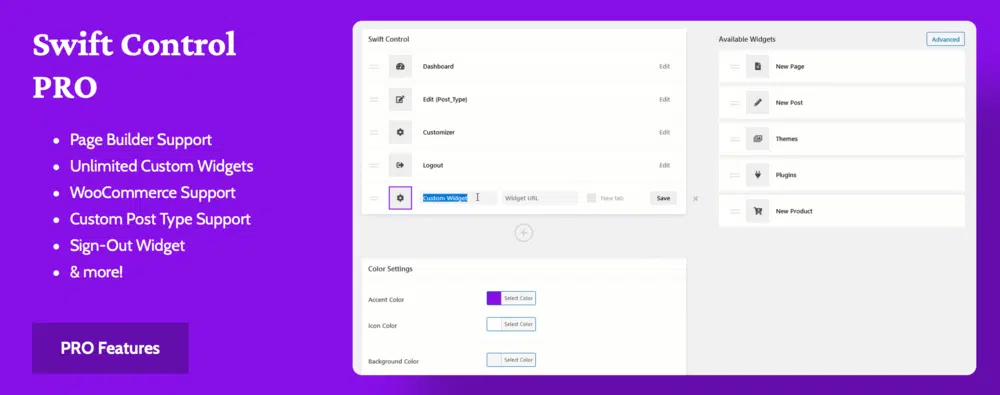 Swift Control
PRO
Page Builder Support
Unlimited Custom Widgets
WooCommerce Support
Custom Post Type Support
Sign-Out Widget
& more!
PRO Features
Swift Control
Dashboard Edit
Edit (Post_Type) Edit
Customizer Edit
Logout Edit
Custom Widget Widget URL New tab Save
Color Settings
Accent Color Select Color
Icon Color Select Color
Background Color Select Color
Available Widgets Advanced
New Page
New Post
Themes
Plugins
New Product